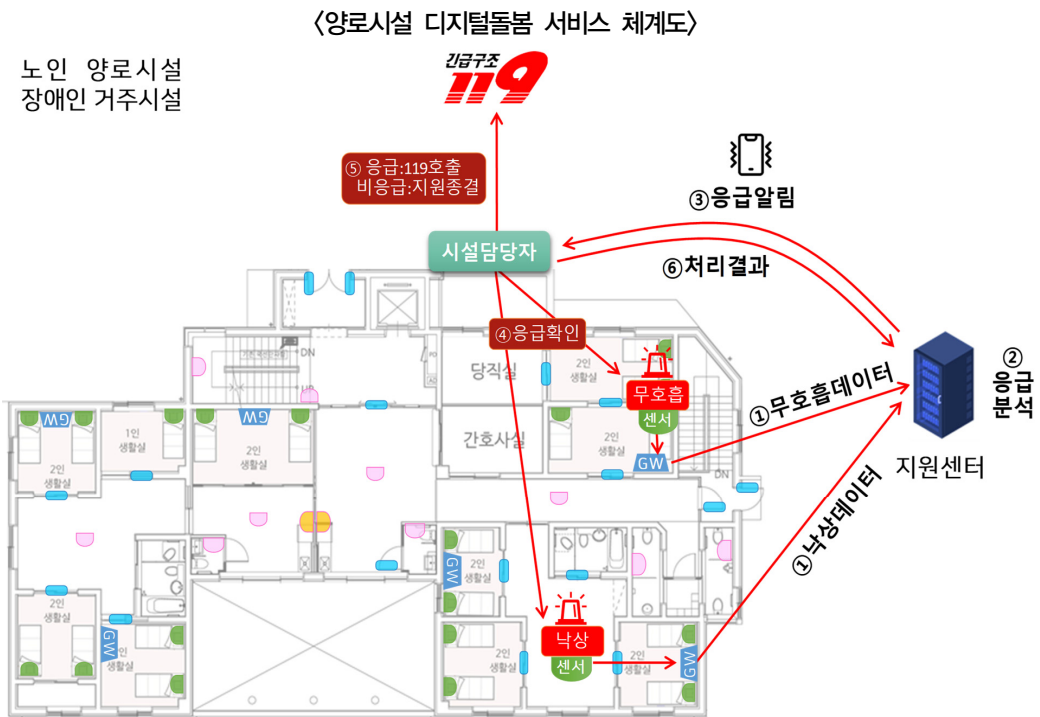 〈양로시설 디지털돌봄 서비스 체계도〉
노인 양로시설
장애인 거주시설
긴급구조
119
⑤ 응급:119호출
비응급:지원종결
③응급알림
시설담당자
⑥처리결과
④응급확인
DN
UP
당직실
2인
생활실
무호흡
센서
GW
①무호흡데이터
②
응급
분석
지원센터
GW
2인
생활실
1인
생활실
GW
2인
생활실
간호사실
2인
생활실
DN
①낙상데이터
GW
2인
생활실
2인
생활실
GW
2인
생활실
2인
생활실
낙상
센서
2인
생활실
GW